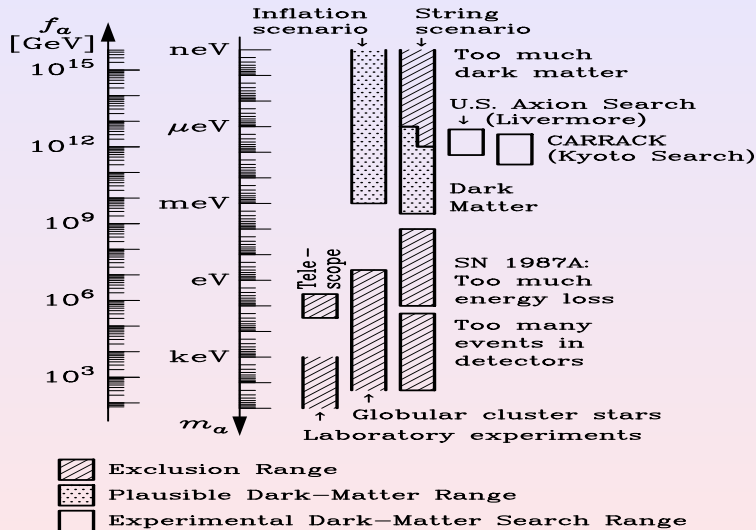 f_a
[GeV]
10^15
10^12
10^9
10^6
10^3
neV
μeV
meV
eV
keV
m_a
Inflation
scenario
↓
String
scenario
↓
Too much
dark matter
U.S. Axion Search
↓ (Livermore)
CARRACK
(Kyoto Search)
Dark
Matter
Tele-
scope
SN 1987A:
Too much
energy loss
Too many
events in
detectors
↑
Globular cluster stars
↑
Laboratory experiments
Exclusion Range
Plausible Dark-Matter Range
Experimental Dark-Matter Search Range